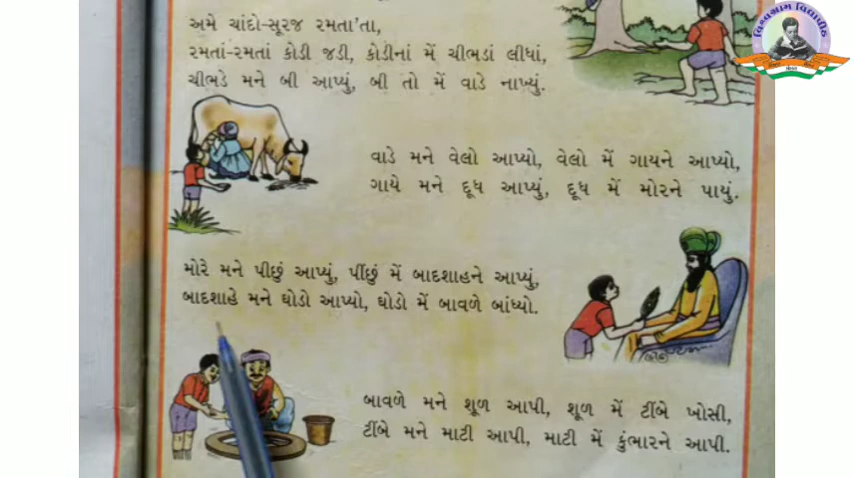 અમે ચાંદો-સૂરજ રમતા'તા,
રમતાં-રમતાં કોડી જડી, કોડીનાં મેં ચીભડાં લીધાં,
ચીભડે મને બી આપ્યું, બી તો મેં વાડે નાખ્યું.
વાડે મને વેલો આપ્યો, વેલો મેં ગાયને આપ્યો,
ગાયે મને દૂધ આપ્યું, દૂધ મેં મોરને પાયું.
મોરે મને પીછું આપ્યું, પીંછું મેં બાદશાહને આપ્યું,
બાદશાહે મને ઘોડો આપ્યો, ઘોડો મેં બાવળે બાંધ્યો.
બાવળે મને શૂળ આપી, શૂળ મેં ટીંબે ખોસી,
ટીંબે મને માટી આપી, માટી મેં કુંભારને આપી.
વિશ્વગ્રામ વિદ્યાપીઠ